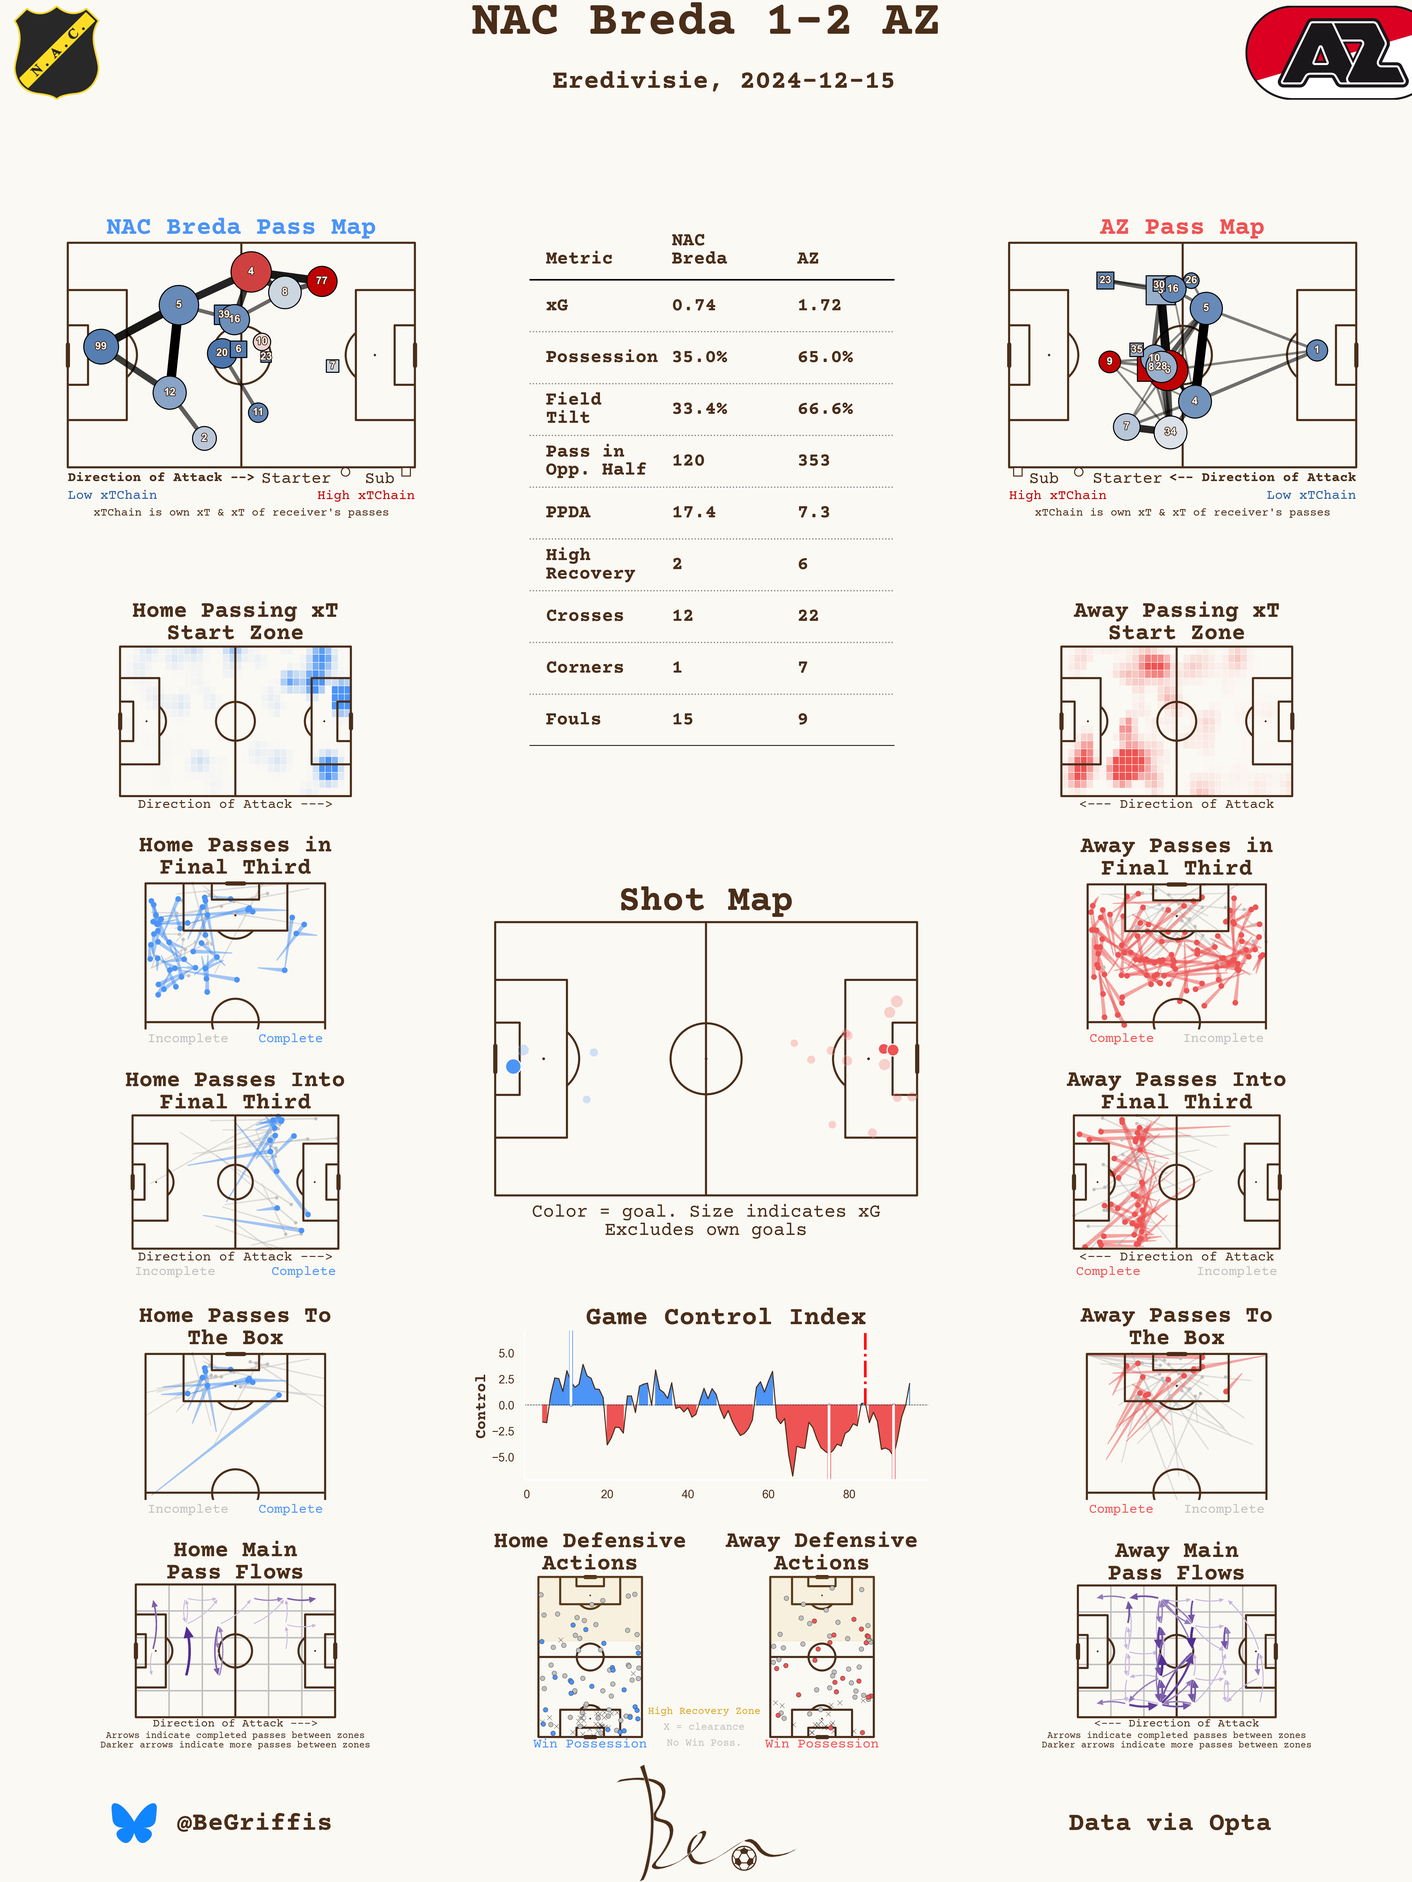 NAC Breda 1-2 AZ
Eredivisie, 2024-12-15
N.A.C.
AZ
NAC Breda Pass Map
4
77
8
5
39
16
99
10
20
6
23
7
12
11
2
Direction of Attack --> Starter Sub
Low xTChain High xTChain
xTChain is own xT & xT of receiver's passes
Metric NAC Breda AZ
xG 0.74 1.72
Possession 35.0% 65.0%
Field Tilt 33.4% 66.6%
Pass in Opp. Half 120 353
PPDA 17.4 7.3
High Recovery 2 6
Crosses 12 22
Corners 1 7
Fouls 15 9
AZ Pass Map
23
30
16
26
5
35
9
10
8
28
1
4
7
34
Sub Starter <-- Direction of Attack
High xTChain Low xTChain
xTChain is own xT & xT of receiver's passes
Home Passing xT
Start Zone
Direction of Attack --->
Away Passing xT
Start Zone
<--- Direction of Attack
Home Passes in
Final Third
Incomplete Complete
Away Passes in
Final Third
Complete Incomplete
Shot Map
Color = goal. Size indicates xG
Excludes own goals
Home Passes Into
Final Third
Direction of Attack --->
Incomplete Complete
Away Passes Into
Final Third
<--- Direction of Attack
Complete Incomplete
Home Passes To
The Box
Incomplete Complete
Game Control Index
Control
5.0
2.5
0.0
−2.5
−5.0
0 20 40 60 80
Away Passes To
The Box
Complete Incomplete
Home Main
Pass Flows
Direction of Attack --->
Arrows indicate completed passes between zones
Darker arrows indicate more passes between zones
Home Defensive
Actions
Win Possession
Away Defensive
Actions
Win Possession
High Recovery Zone
X = clearance
No Win Poss.
Away Main
Pass Flows
<--- Direction of Attack
Arrows indicate completed passes between zones
Darker arrows indicate more passes between zones
@BeGriffis
Ben
Data via Opta